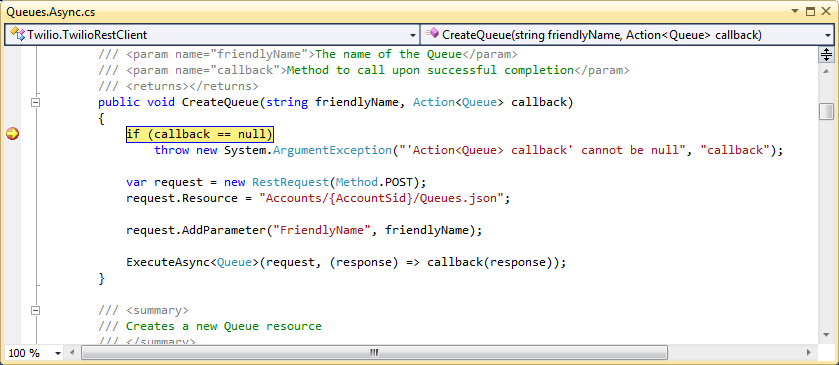 Queues.Async.cs
Twilio.TwilioRestClient
CreateQueue(string friendlyName, Action<Queue> callback)
/// <param name="friendlyName">The name of the Queue</param>
/// <param name="callback">Method to call upon successful completion</param>
/// <returns></returns>
public void CreateQueue(string friendlyName, Action<Queue> callback)
{
if (callback == null)
throw new System.ArgumentException("'Action<Queue> callback' cannot be null", "callback");
var request = new RestRequest(Method.POST);
request.Resource = "Accounts/{AccountSid}/Queues.json";
request.AddParameter("FriendlyName", friendlyName);
ExecuteAsync<Queue>(request, (response) => callback(response));
}
/// <summary>
/// Creates a new Queue resource
/// </summary>
100 %